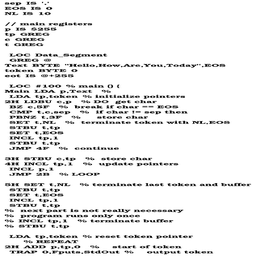 sep IS ','
EOS IS 0
NL IS 10
// main registers
p IS $255
tp GREG
c GREG
t GREG
LOC Data_Segment
GREG @
Text BYTE "Hello,How,Are,You,Today",EOS
token BYTE 0
eot IS @+255
LOC #100 % main () {
Main LDA p,Text %
LDA tp,token % initialize pointers
2H LDBU c,p % DO get char
BZ c,5F % break if char == EOS
CMP t,c,sep % if char != sep then
PBNZ t,3F % store char
SET t,NL % terminate token with NL,EOS
STBU t,tp
SET t,EOS
INCL tp,1
STBU t,tp
JMP 4F % continue
3H STBU c,tp % store char
4H INCL tp,1 % update pointers
INCL p,1
JMP 2B % LOOP
5H SET t,NL % terminate last token and buffer
STBU t,tp
SET t,EOS
INCL tp,1
STBU t,tp
% next part is not really necessary
% program runs only once
% INCL tp,1 % terminate buffer
% STBU t,tp
LDA tp,token % reset token pointer
% REPEAT
2H ADD p,tp,0 % start of token
TRAP 0,Fputs,StdOut % output token